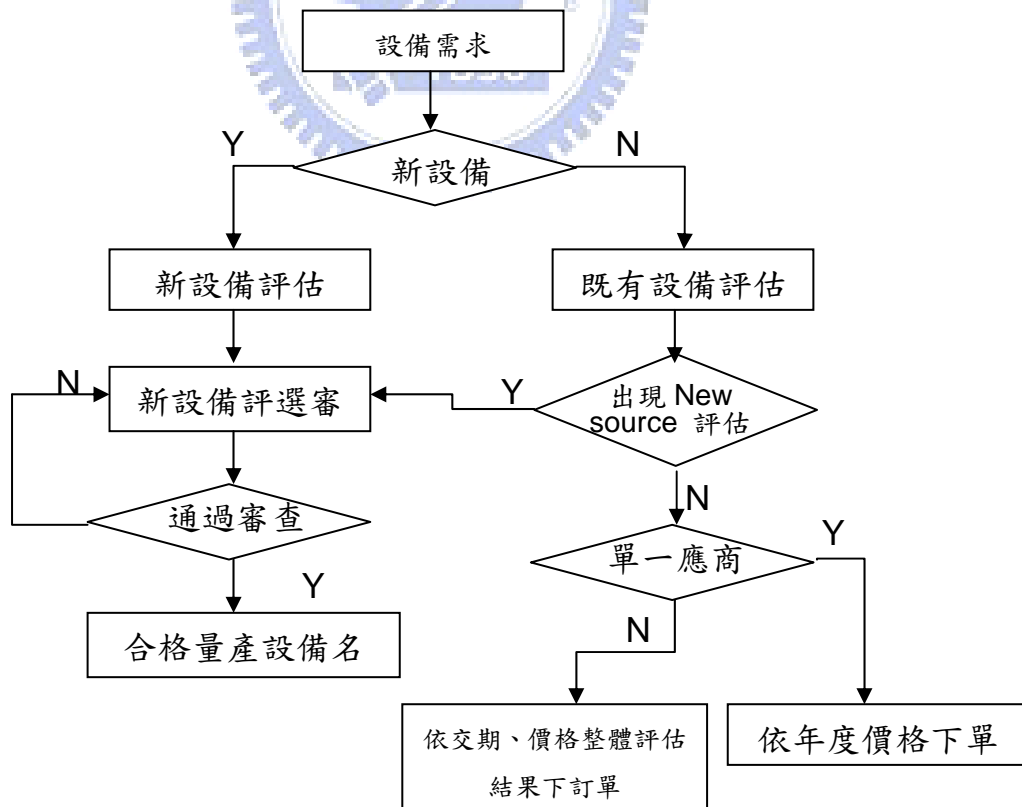 設備需求
Y
N
新設備
新設備評估
既有設備評估
N
新設備評選審
Y
出現 New
source 評估
通過審查
N
Y
單一應商
Y
合格量產設備名
N
依交期、價格整體評估
結果下訂單
依年度價格下單